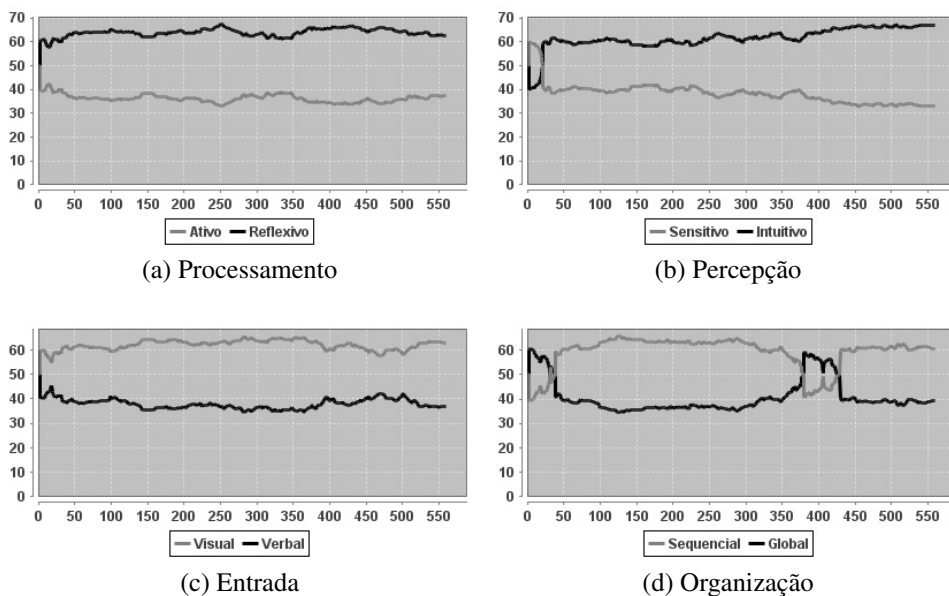 70
60
50
40
30
20
10
0
0 50 100 150 200 250 300 350 400 450 500 550
Ativo Reflexivo
(a) Processamento
70
60
50
40
30
20
10
0
0 50 100 150 200 250 300 350 400 450 500 550
Sensitivo Intuitivo
(b) Percepção
60
50
40
30
20
10
0
0 50 100 150 200 250 300 350 400 450 500 550
Visual Verbal
(c) Entrada
60
50
40
30
20
10
0
0 50 100 150 200 250 300 350 400 450 500 550
Sequencial Global
(d) Organização